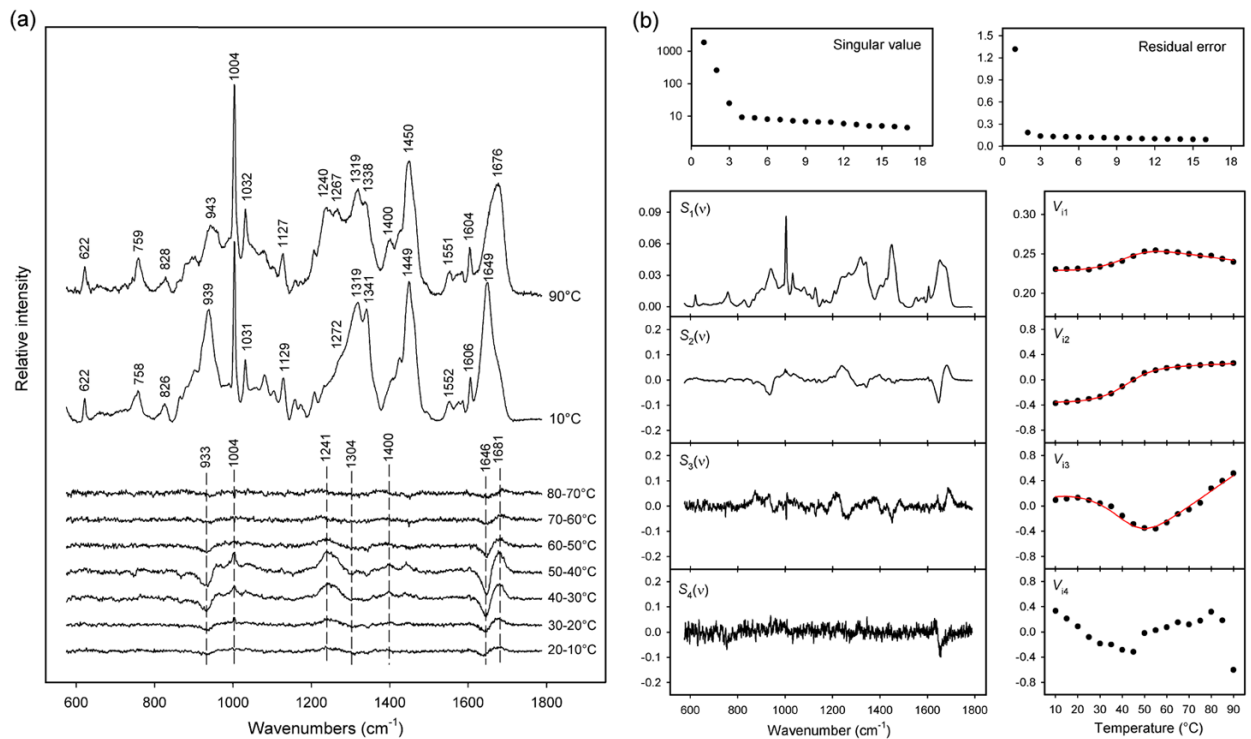 (a)
1004
943
1032
1127
1240
1267
1319
1338
1400
1450
1551
1604
1676
622
759
828
90°C
622
758
826
939
1031
1129
1272
1319
1341
1449
1552
1606
1649
10°C
933
1004
1241
1304
1400
1646
1681
80-70°C
70-60°C
60-50°C
50-40°C
40-30°C
30-20°C
20-10°C
Relative intensity
600 800 1000 1200 1400 1600 1800
Wavenumbers (cm⁻¹)
(b)
Singular value
1000
100
10
0 3 6 9 12 15 18
Residual error
1.5
1.2
0.9
0.6
0.3
0.0
0 3 6 9 12 15 18
S₁(ν)
0.09
0.06
0.03
0.00
Vi1
0.30
0.25
0.20
S₂(ν)
0.2
0.1
0.0
-0.1
-0.2
Vi2
0.8
0.4
0.0
-0.4
-0.8
S₃(ν)
0.2
0.1
0.0
-0.1
-0.2
Vi3
0.8
0.4
0.0
-0.4
-0.8
S₄(ν)
0.2
0.1
0.0
-0.1
-0.2
Vi4
0.8
0.4
0.0
-0.4
-0.8
600 800 1000 1200 1400 1600 1800
Wavenumber (cm⁻¹)
10 20 30 40 50 60 70 80 90
Temperature (°C)